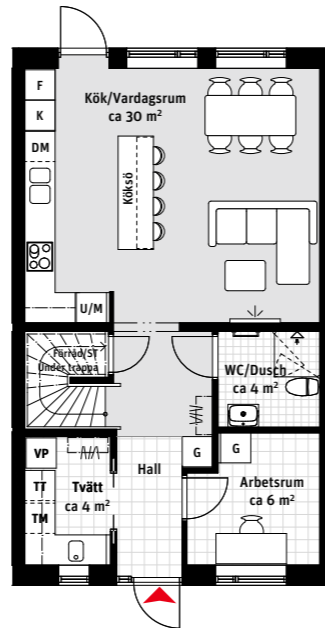 F
K
DM
Kök/Vardagsrum
ca 30 m²
Köksö
U/M
Förråd/ST
Under trappa
WC/Dusch
ca 4 m²
VP
TT
TM
Tvätt
ca 4 m²
Hall
G
G
Arbetsrum
ca 6 m²